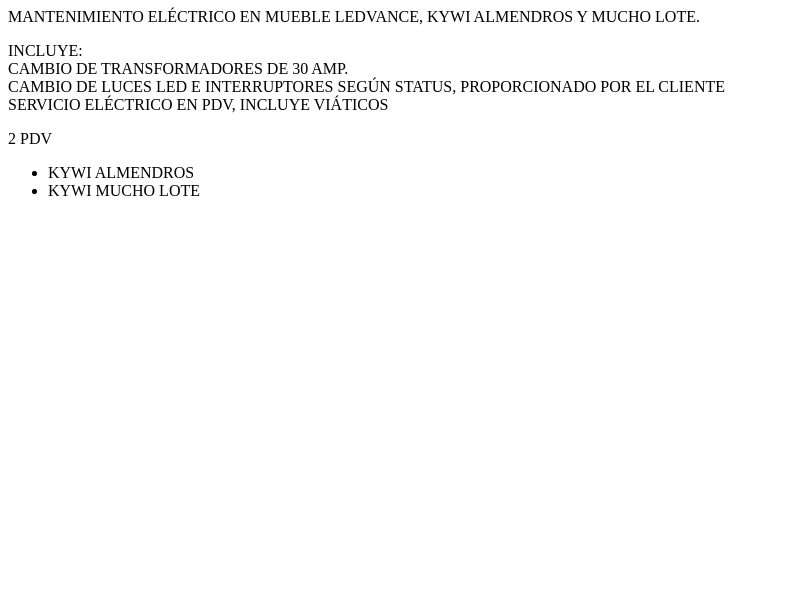 MANTENIMIENTO ELÉCTRICO EN MUEBLE LEDVANCE, KYWI ALMENDROS Y MUCHO LOTE.
INCLUYE:
CAMBIO DE TRANSFORMADORES DE 30 AMP.
CAMBIO DE LUCES LED E INTERRUPTORES SEGÚN STATUS, PROPORCIONADO POR EL CLIENTE
SERVICIO ELÉCTRICO EN PDV, INCLUYE VIÁTICOS
2 PDV
• KYWI ALMENDROS
• KYWI MUCHO LOTE